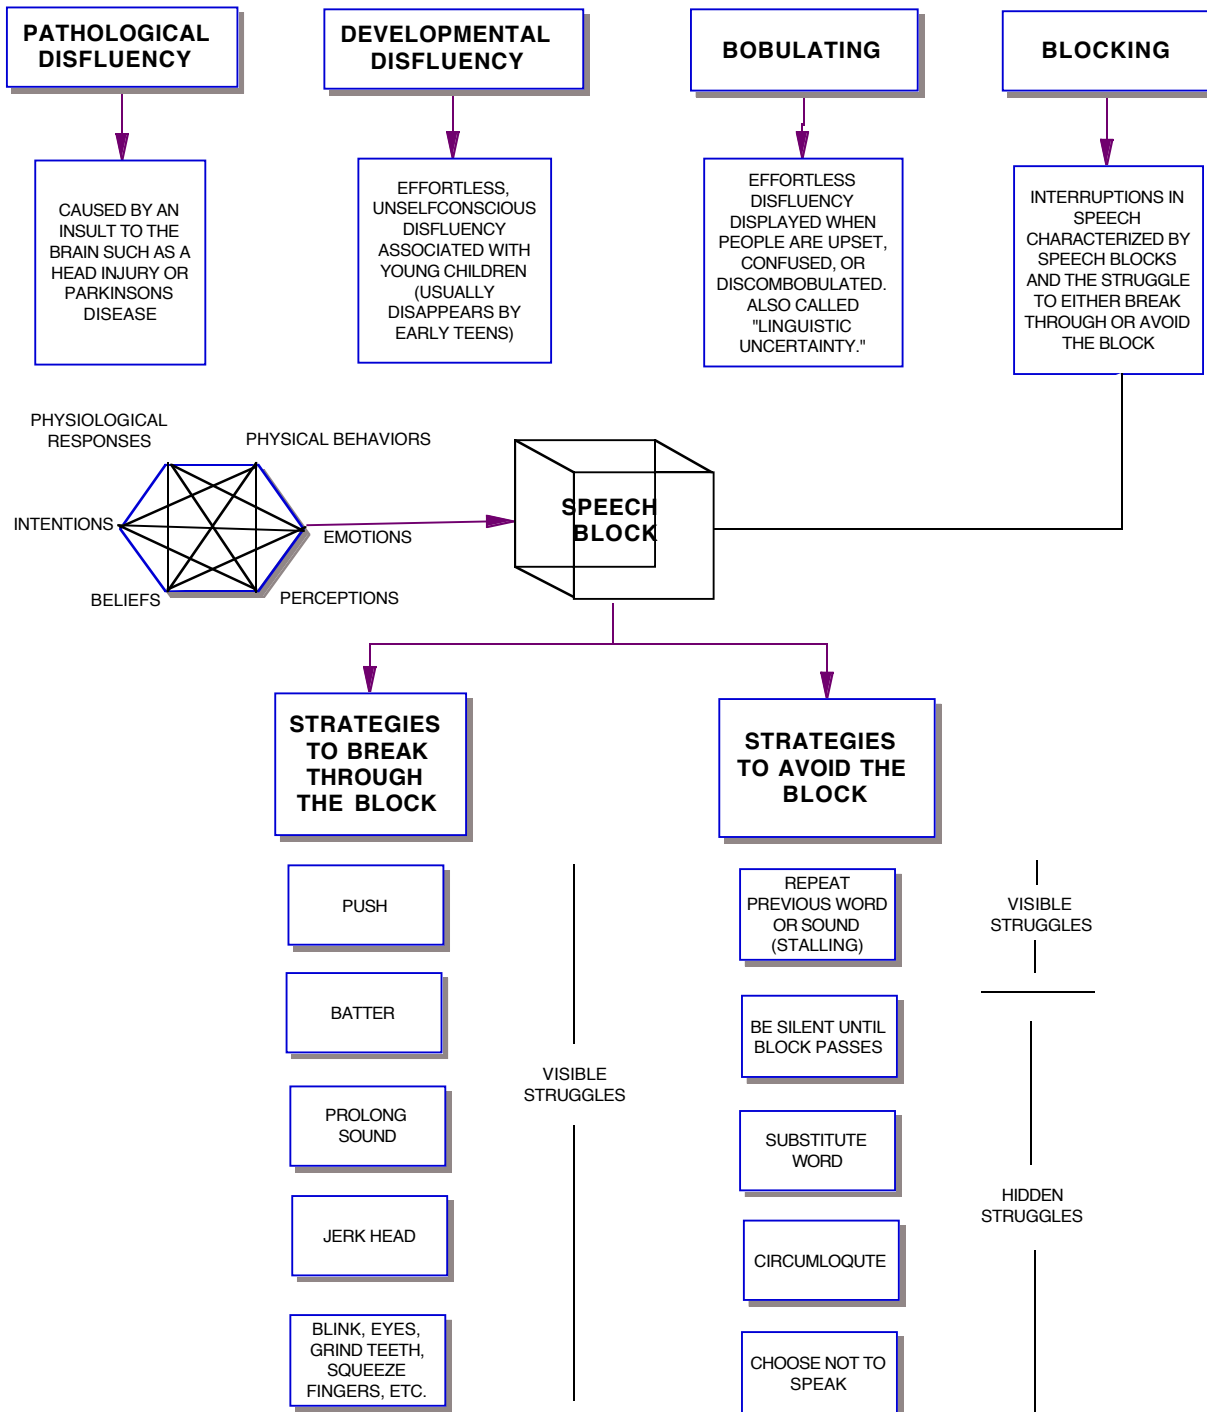 PATHOLOGICAL
DISFLUENCY
DEVELOPMENTAL
DISFLUENCY
BOBULATING
BLOCKING
CAUSED BY AN
INSULT TO THE
BRAIN SUCH AS A
HEAD INJURY OR
PARKINSONS
DISEASE
EFFORTLESS,
UNSELFCONSCIOUS
DISFLUENCY
ASSOCIATED WITH
YOUNG CHILDREN
(USUALLY
DISAPPEARS BY
EARLY TEENS)
EFFORTLESS
DISFLUENCY
DISPLAYED WHEN
PEOPLE ARE UPSET,
CONFUSED, OR
DISCOMBOBULATED.
ALSO CALLED
"LINGUISTIC
UNCERTAINTY."
INTERRUPTIONS IN
SPEECH
CHARACTERIZED BY
SPEECH BLOCKS
AND THE STRUGGLE
TO EITHER BREAK
THROUGH OR AVOID
THE BLOCK
PHYSIOLOGICAL
RESPONSES
PHYSICAL BEHAVIORS
INTENTIONS
EMOTIONS
BELIEFS
PERCEPTIONS
SPEECH
BLOCK
STRATEGIES
TO BREAK
THROUGH
THE BLOCK
STRATEGIES
TO AVOID THE
BLOCK
PUSH
BATTER
PROLONG
SOUND
JERK HEAD
BLINK, EYES,
GRIND TEETH,
SQUEEZE
FINGERS, ETC.
VISIBLE
STRUGGLES
REPEAT
PREVIOUS WORD
OR SOUND
(STALLING)
BE SILENT UNTIL
BLOCK PASSES
SUBSTITUTE
WORD
CIRCUMLOQUTE
CHOOSE NOT TO
SPEAK
VISIBLE
STRUGGLES
HIDDEN
STRUGGLES